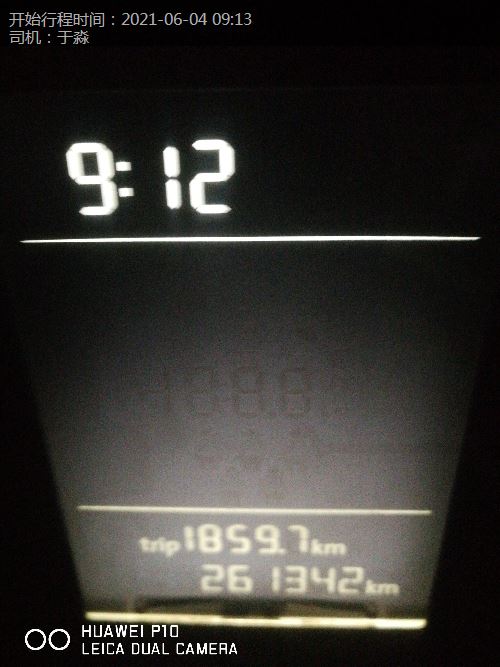 开始行程时间：2021-06-04 09:13
司机：于淼
9:12
trip 1859.7 km
261342 km
HUAWEI P10
LEICA DUAL CAMERA